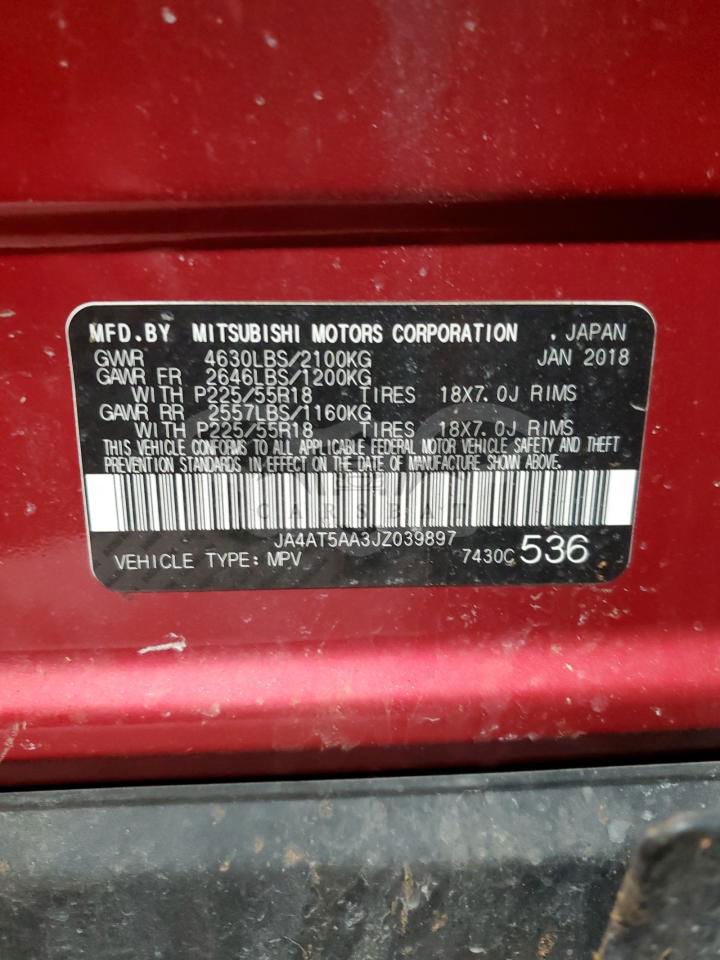 MFD.BY MITSUBISHI MOTORS CORPORATION . JAPAN
GVWR 4630LBS/2100KG JAN 2018
GAWR FR 2646LBS/1200KG
WITH P225/55R18 TIRES 18X7.0J RIMS
GAWR RR 2557LBS/1160KG
WITH P225/55R18 TIRES 18X7.0J RIMS
THIS VEHICLE CONFORMS TO ALL APPLICABLE FEDERAL MOTOR VEHICLE SAFETY AND THEFT
PREVENTION STANDARDS IN EFFECT ON THE DATE OF MANUFACTURE SHOWN ABOVE.
CARSEAT
JA4AT5AA3JZ039897
VEHICLE TYPE: MPV 7430C 536